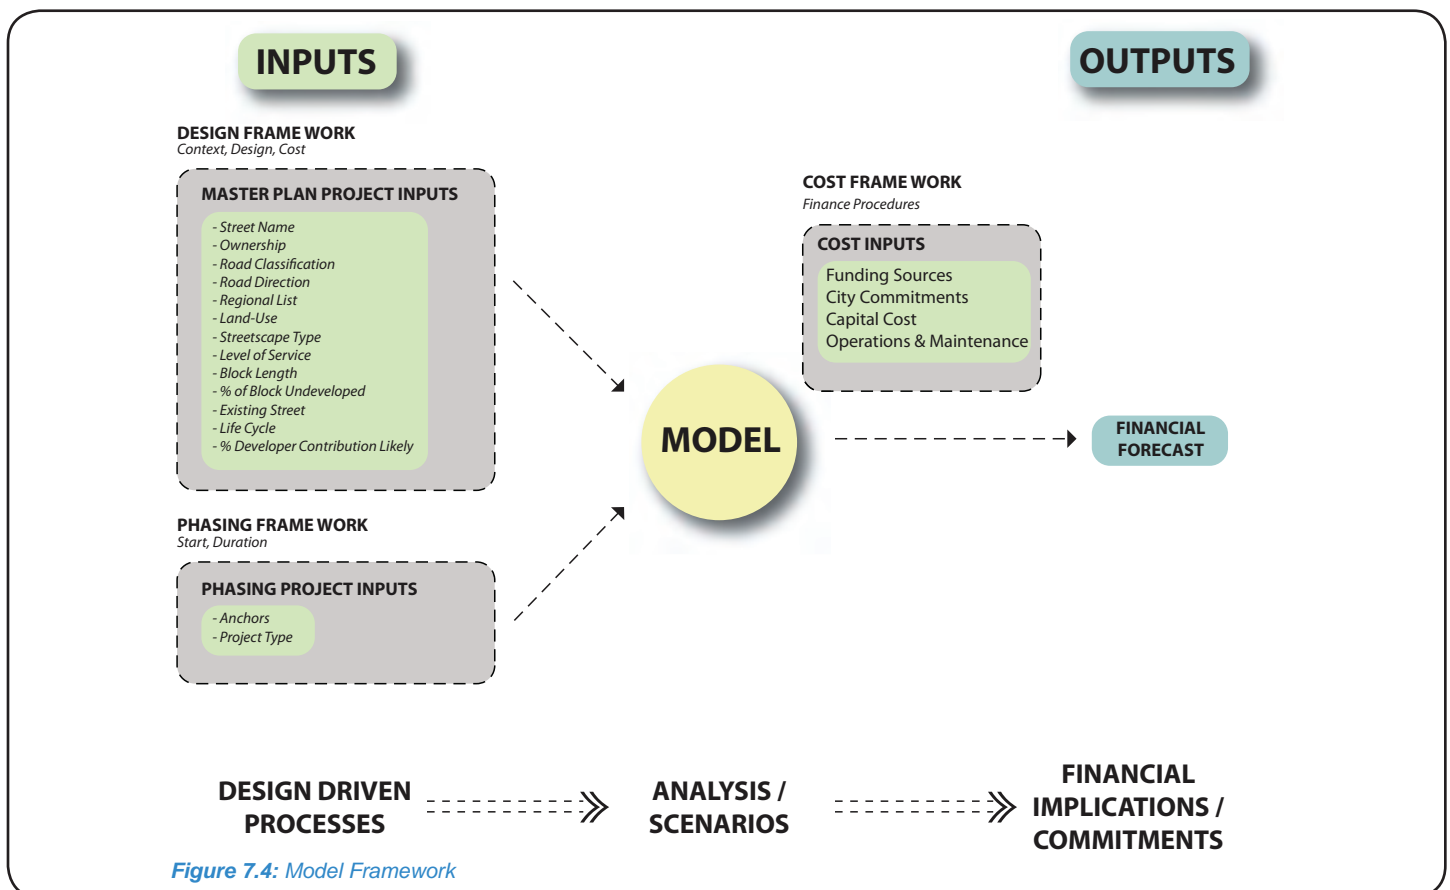 INPUTS
OUTPUTS
DESIGN FRAME WORK
Context, Design, Cost
MASTER PLAN PROJECT INPUTS
- Street Name
- Ownership
- Road Classification
- Road Direction
- Regional List
- Land-Use
- Streetscape Type
- Level of Service
- Block Length
- % of Block Undeveloped
- Existing Street
- Life Cycle
- % Developer Contribution Likely
PHASING FRAME WORK
Start, Duration
PHASING PROJECT INPUTS
- Anchors
- Project Type
MODEL
COST FRAME WORK
Finance Procedures
COST INPUTS
Funding Sources
City Commitments
Capital Cost
Operations & Maintenance
FINANCIAL
FORECAST
DESIGN DRIVEN
PROCESSES
ANALYSIS /
SCENARIOS
FINANCIAL
IMPLICATIONS /
COMMITMENTS
Figure 7.4: Model Framework